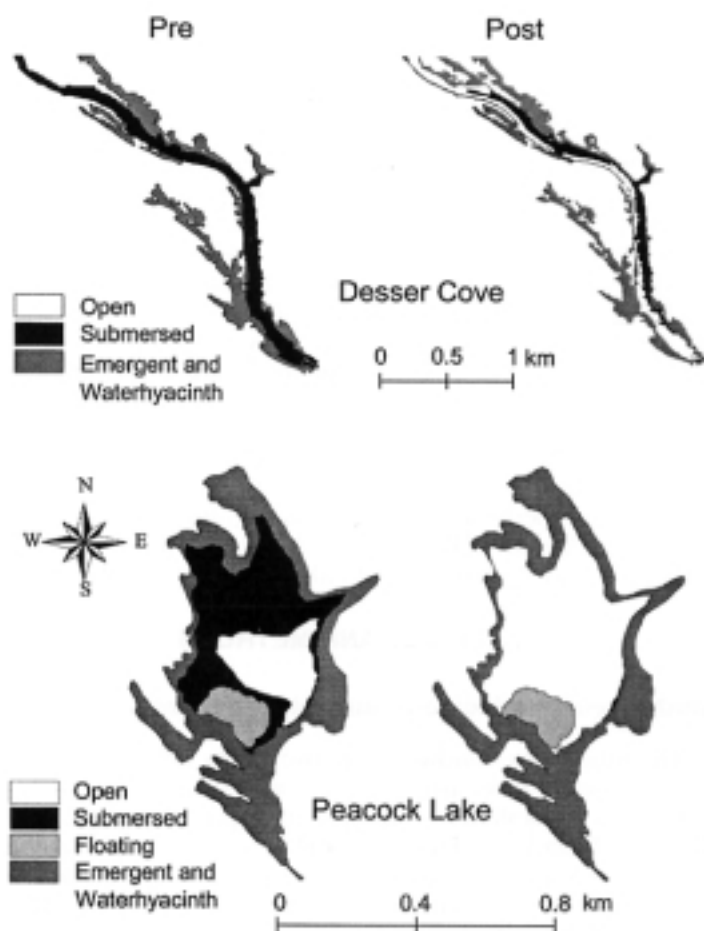 Pre
Post
Desser Cove
Open
Submersed
Emergent and
Waterhyacinth
0 0.5 1 km
N
W E
S
Open
Submersed
Floating
Emergent and
Waterhyacinth
Peacock Lake
0 0.4 0.8 km